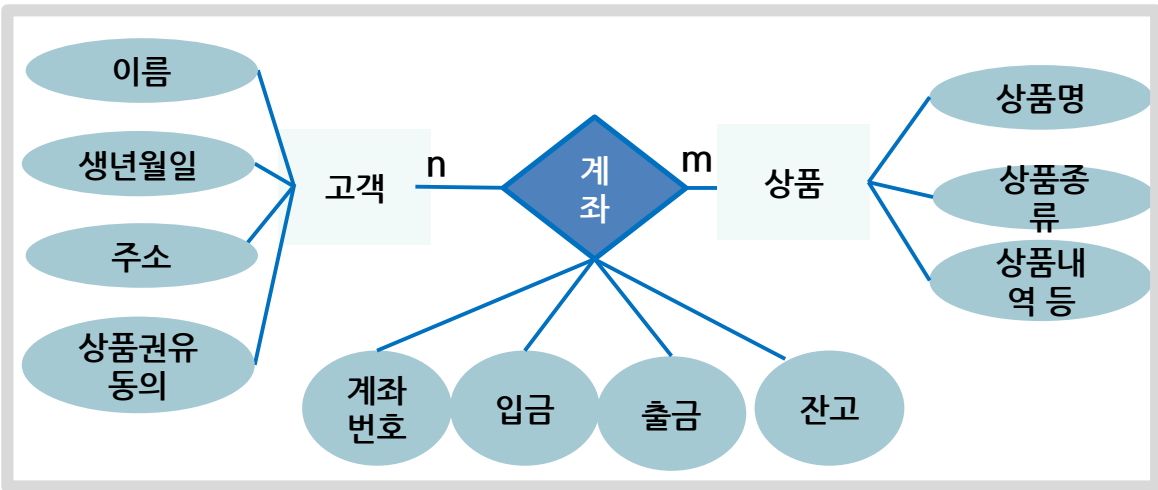 이름
생년월일
주소
상품권유
동의
고객
n
계
좌
m
상품
상품명
상품종
류
상품내
역 등
계좌
번호
입금
출금
잔고